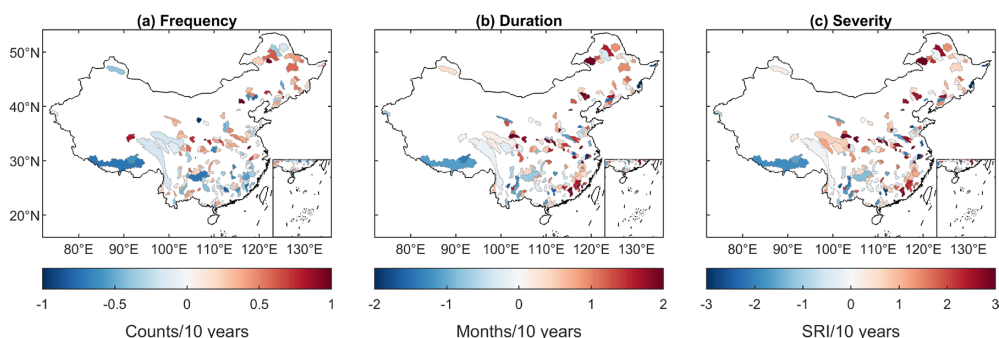 (a) Frequency (b) Duration (c) Severity
50°N
40°N
30°N
20°N
80°E 90°E 100°E 110°E 120°E 130°E 80°E 90°E 100°E 110°E 120°E 130°E 80°E 90°E 100°E 110°E 120°E 130°E
-1 -0.5 0 0.5 1 -2 -1 0 1 2 -3 -2 -1 0 1 2 3
Counts/10 years Months/10 years SRI/10 years